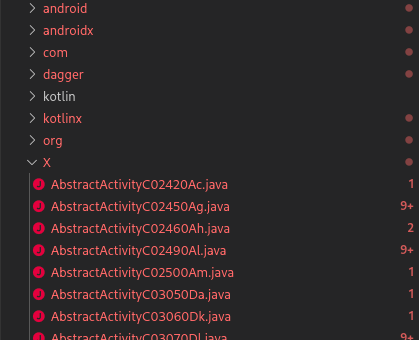 android
androidx
com
dagger
kotlin
kotlinx
org
X
AbstractActivityC02420Ac.java 1
AbstractActivityC02450Ag.java 9+
AbstractActivityC02460Ah.java 2
AbstractActivityC02490Al.java 9+
AbstractActivityC02500Am.java 1
AbstractActivityC03050Da.java 1
AbstractActivityC03060Dk.java 1
AbstractActivityC03070Dl.java 9+